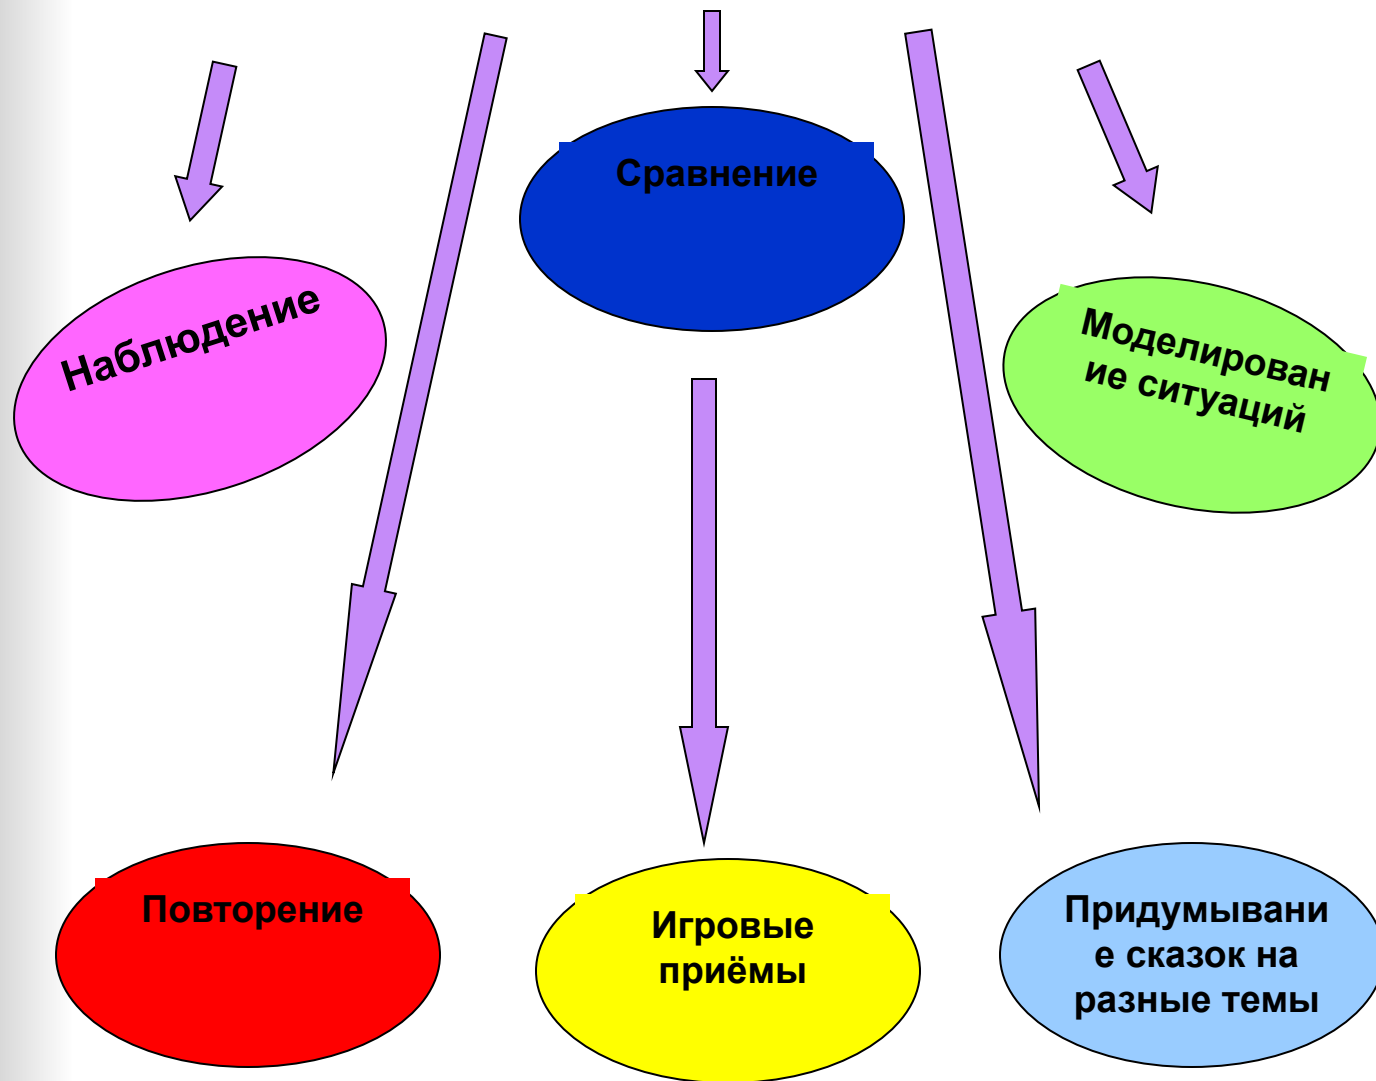 Сравнение
Наблюдение
Моделирован
ие ситуаций
Повторение
Игровые
приёмы
Придумывани
е сказок на
разные темы